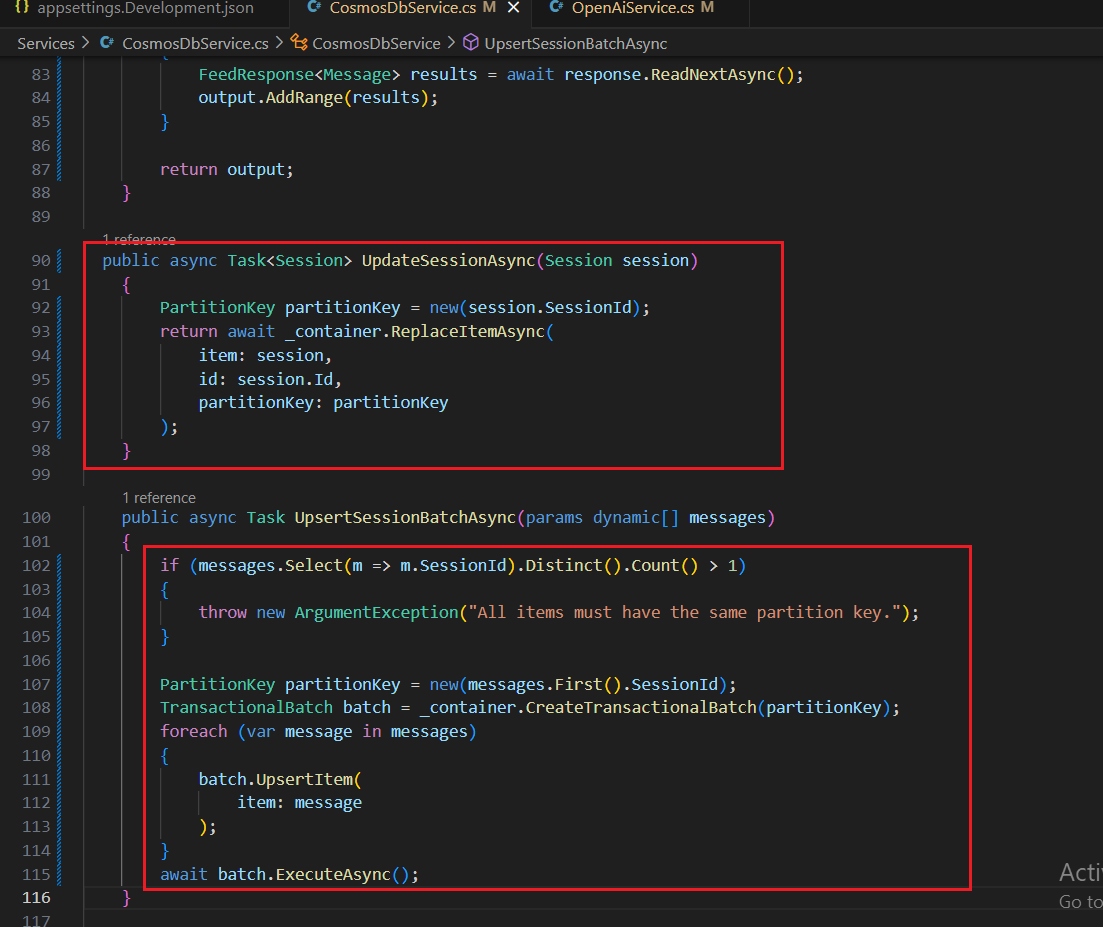 {} appsettings.Development.json
C# CosmosDbService.cs M ✕
C# OpenAiService.cs M
Services > C# CosmosDbService.cs > CosmosDbService > UpsertSessionBatchAsync
83 FeedResponse<Message> results = await response.ReadNextAsync();
84 output.AddRange(results);
85 }
86
87 return output;
88 }
89
1 reference
90 public async Task<Session> UpdateSessionAsync(Session session)
91 {
92 PartitionKey partitionKey = new(session.SessionId);
93 return await _container.ReplaceItemAsync(
94 item: session,
95 id: session.Id,
96 partitionKey: partitionKey
97 );
98 }
99
1 reference
100 public async Task UpsertSessionBatchAsync(params dynamic[] messages)
101 {
102 if (messages.Select(m => m.SessionId).Distinct().Count() > 1)
103 {
104 throw new ArgumentException("All items must have the same partition key.");
105 }
106
107 PartitionKey partitionKey = new(messages.First().SessionId);
108 TransactionalBatch batch = _container.CreateTransactionalBatch(partitionKey);
109 foreach (var message in messages)
110 {
111 batch.UpsertItem(
112 item: message
113 );
114 }
115 await batch.ExecuteAsync();
116 }
117
Acti
Go to